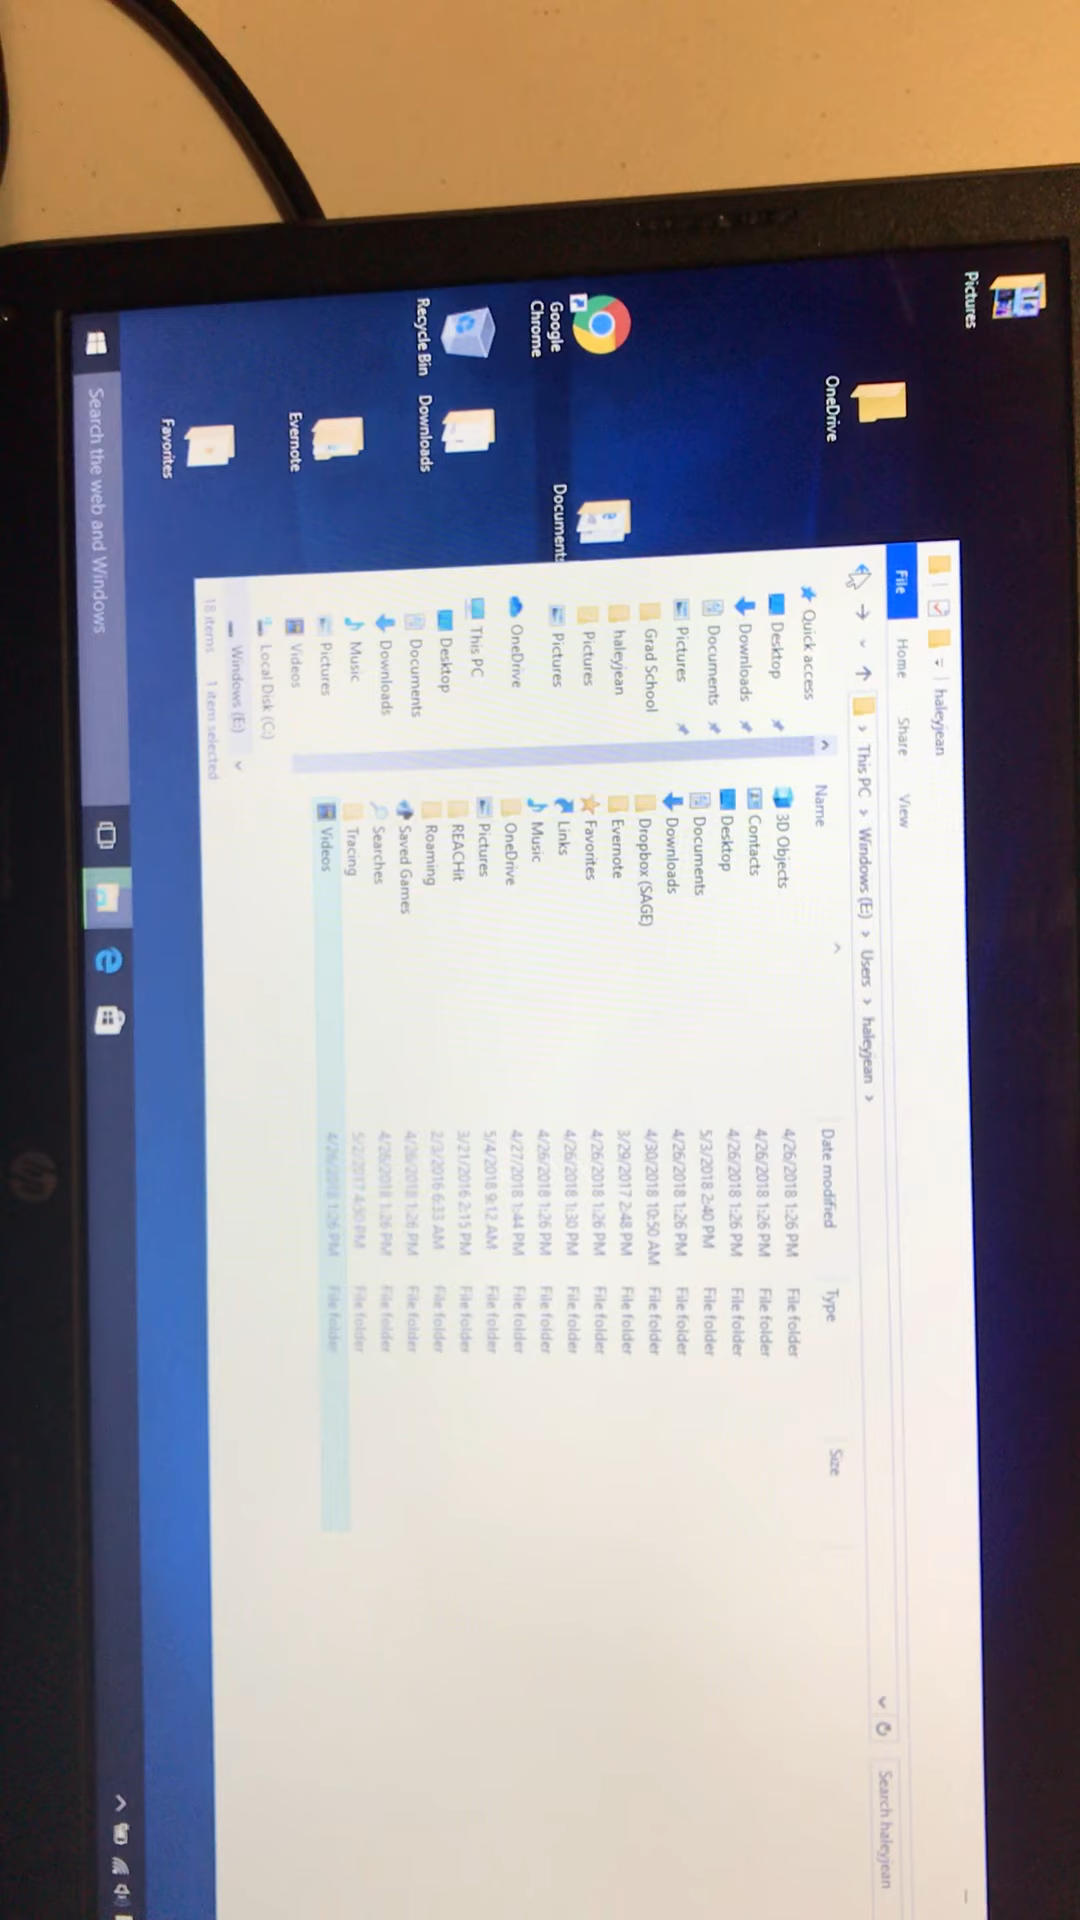 Pictures
OneDrive
Google
Chrome
Documents
Recycle Bin
Downloads
Evernote
Favorites
haleyjean
File Home Share View
This PC > Windows (E:) > Users > haleyjean >
Search haleyjean
Quick access
Desktop
Downloads
Documents
Pictures
Grad School
haleyjean
Pictures
Pictures
OneDrive
This PC
Desktop
Documents
Downloads
Music
Pictures
Videos
Local Disk (C:)
Windows (E:)
Name Date modified Type Size
3D Objects 4/26/2018 1:26 PM File folder
Contacts 4/26/2018 1:26 PM File folder
Desktop 4/26/2018 1:26 PM File folder
Documents 5/3/2018 2:40 PM File folder
Downloads 4/26/2018 1:26 PM File folder
Dropbox (SAGE) 4/30/2018 10:50 AM File folder
Evernote 3/29/2017 2:48 PM File folder
Favorites 4/26/2018 1:26 PM File folder
Links 4/26/2018 1:30 PM File folder
Music 4/26/2018 1:26 PM File folder
OneDrive 4/27/2018 1:44 PM File folder
Pictures 5/4/2018 9:12 AM File folder
REACHit 3/21/2016 2:15 PM File folder
Roaming 2/3/2016 6:33 AM File folder
Saved Games 4/26/2018 1:26 PM File folder
Searches 4/26/2018 1:26 PM File folder
Tracing 5/2/2017 4:50 PM File folder
Videos 4/26/2018 1:26 PM File folder
18 items 1 item selected
Search the web and Windows
hp